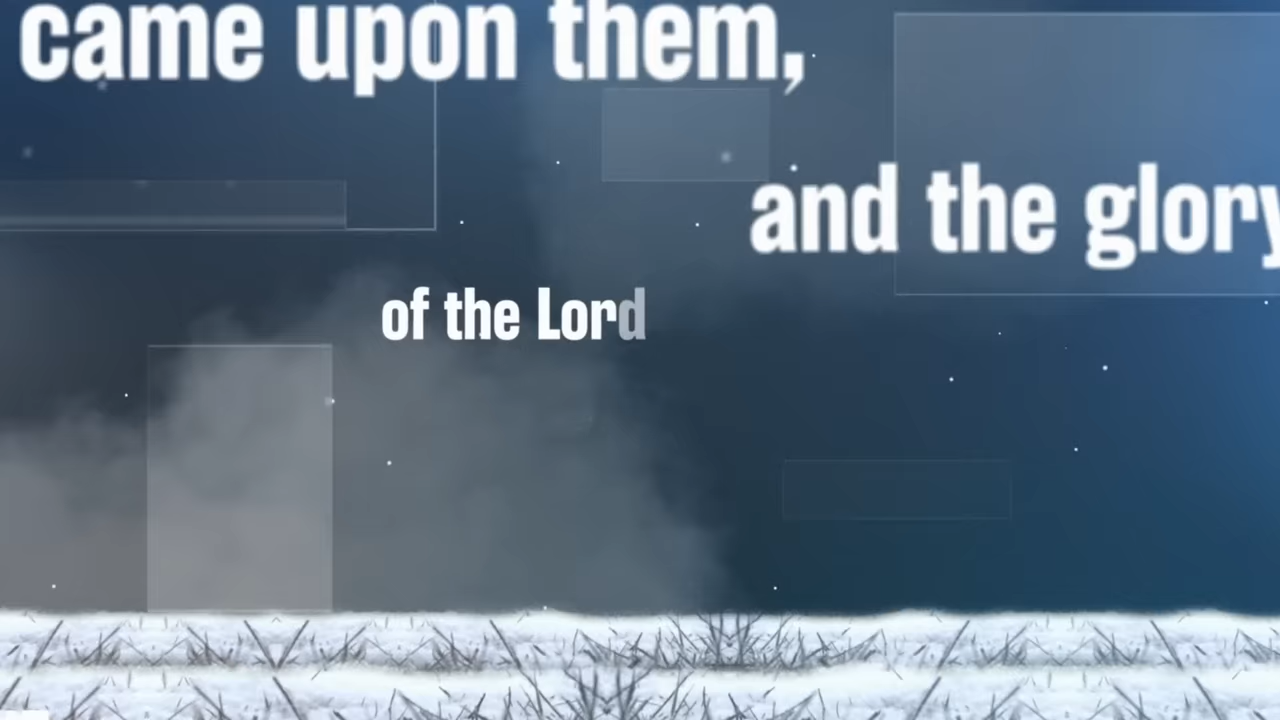 came upon them,
and the glory
of the Lord